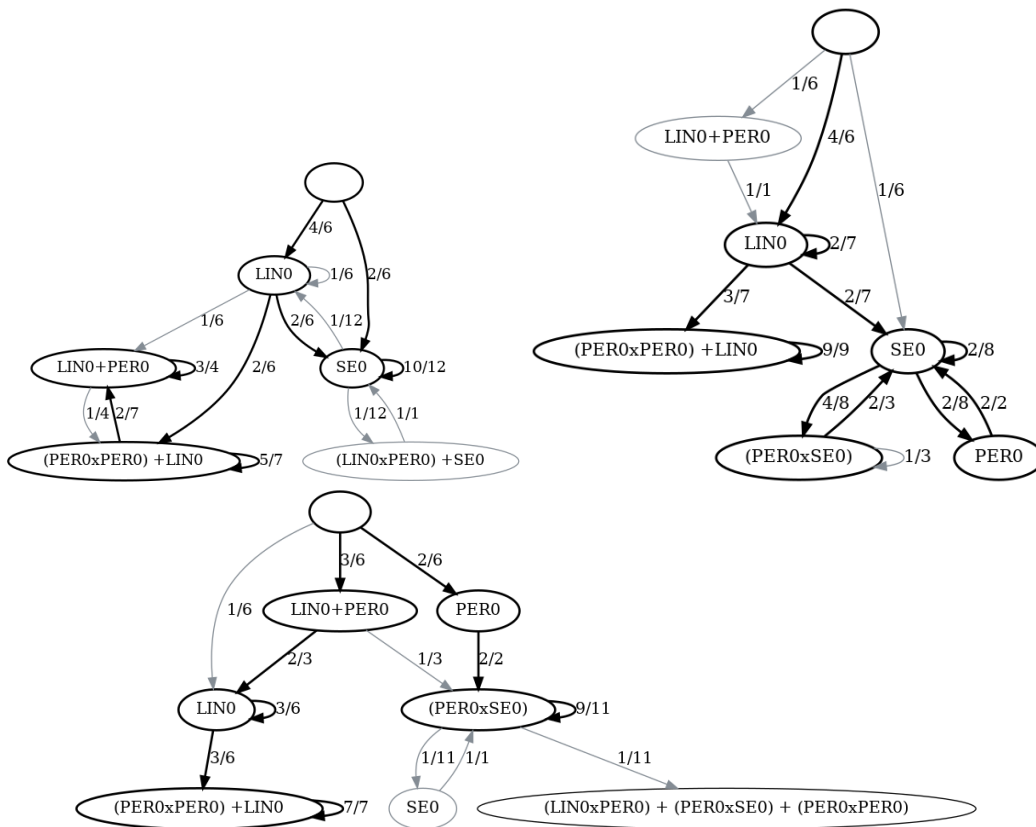 4/6
2/6
LIN0
1/6
1/6
2/6
1/12
2/6
LIN0+PER0
3/4
SE0
10/12
1/4
2/7
1/12
1/1
(PER0xPER0) +LIN0
5/7
(LIN0xPER0) +SE0
1/6
LIN0+PER0
4/6
1/1
1/6
LIN0
2/7
3/7
2/7
(PER0xPER0) +LIN0
9/9
SE0
2/8
4/8
2/3
2/8
2/2
(PER0xSE0)
1/3
PER0
3/6
2/6
1/6
LIN0+PER0
PER0
2/3
1/3
2/2
LIN0
3/6
(PER0xSE0)
9/11
3/6
1/11
1/1
1/11
(PER0xPER0) +LIN0
7/7
SE0
(LIN0xPER0) + (PER0xSE0) + (PER0xPER0)